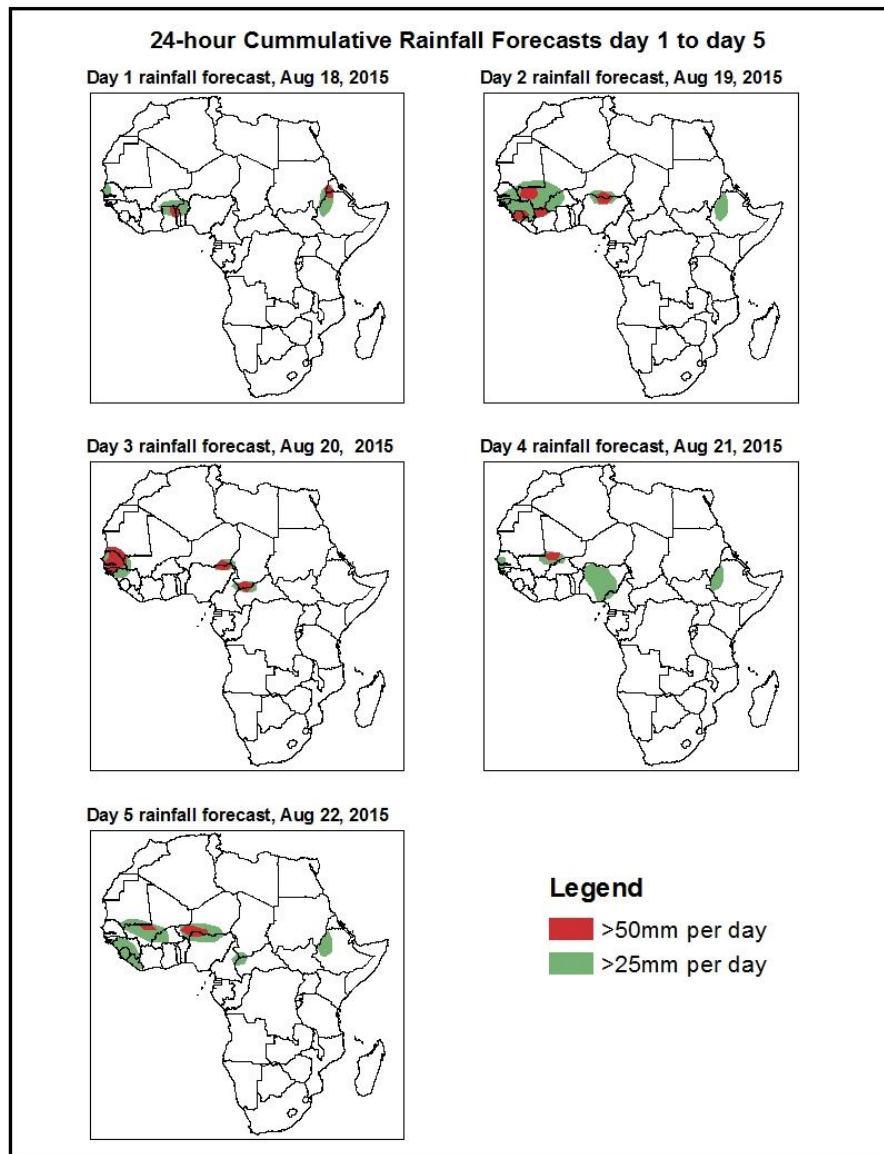 24-hour Cummulative Rainfall Forecasts day 1 to day 5
Day 1 rainfall forecast, Aug 18, 2015
Day 2 rainfall forecast, Aug 19, 2015
Day 3 rainfall forecast, Aug 20,  2015
Day 4 rainfall forecast, Aug 21, 2015
Day 5 rainfall forecast, Aug 22, 2015
Legend
>50mm per day
>25mm per day